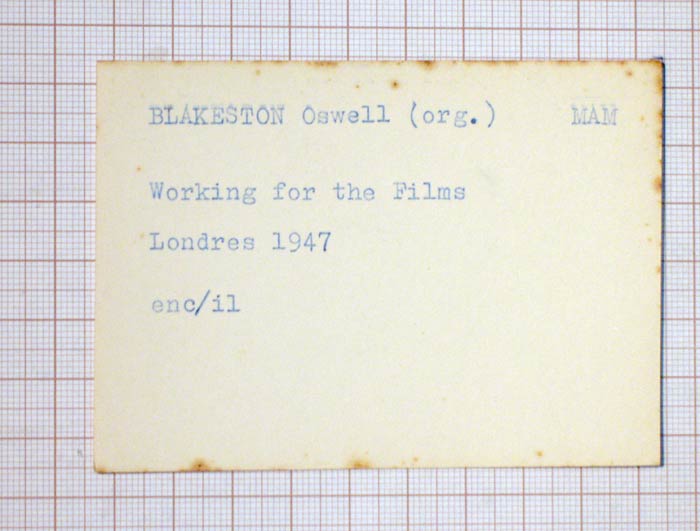 BLAKESTON Oswell (org.) MAM
Working for the Films
Londres 1947
enc/il